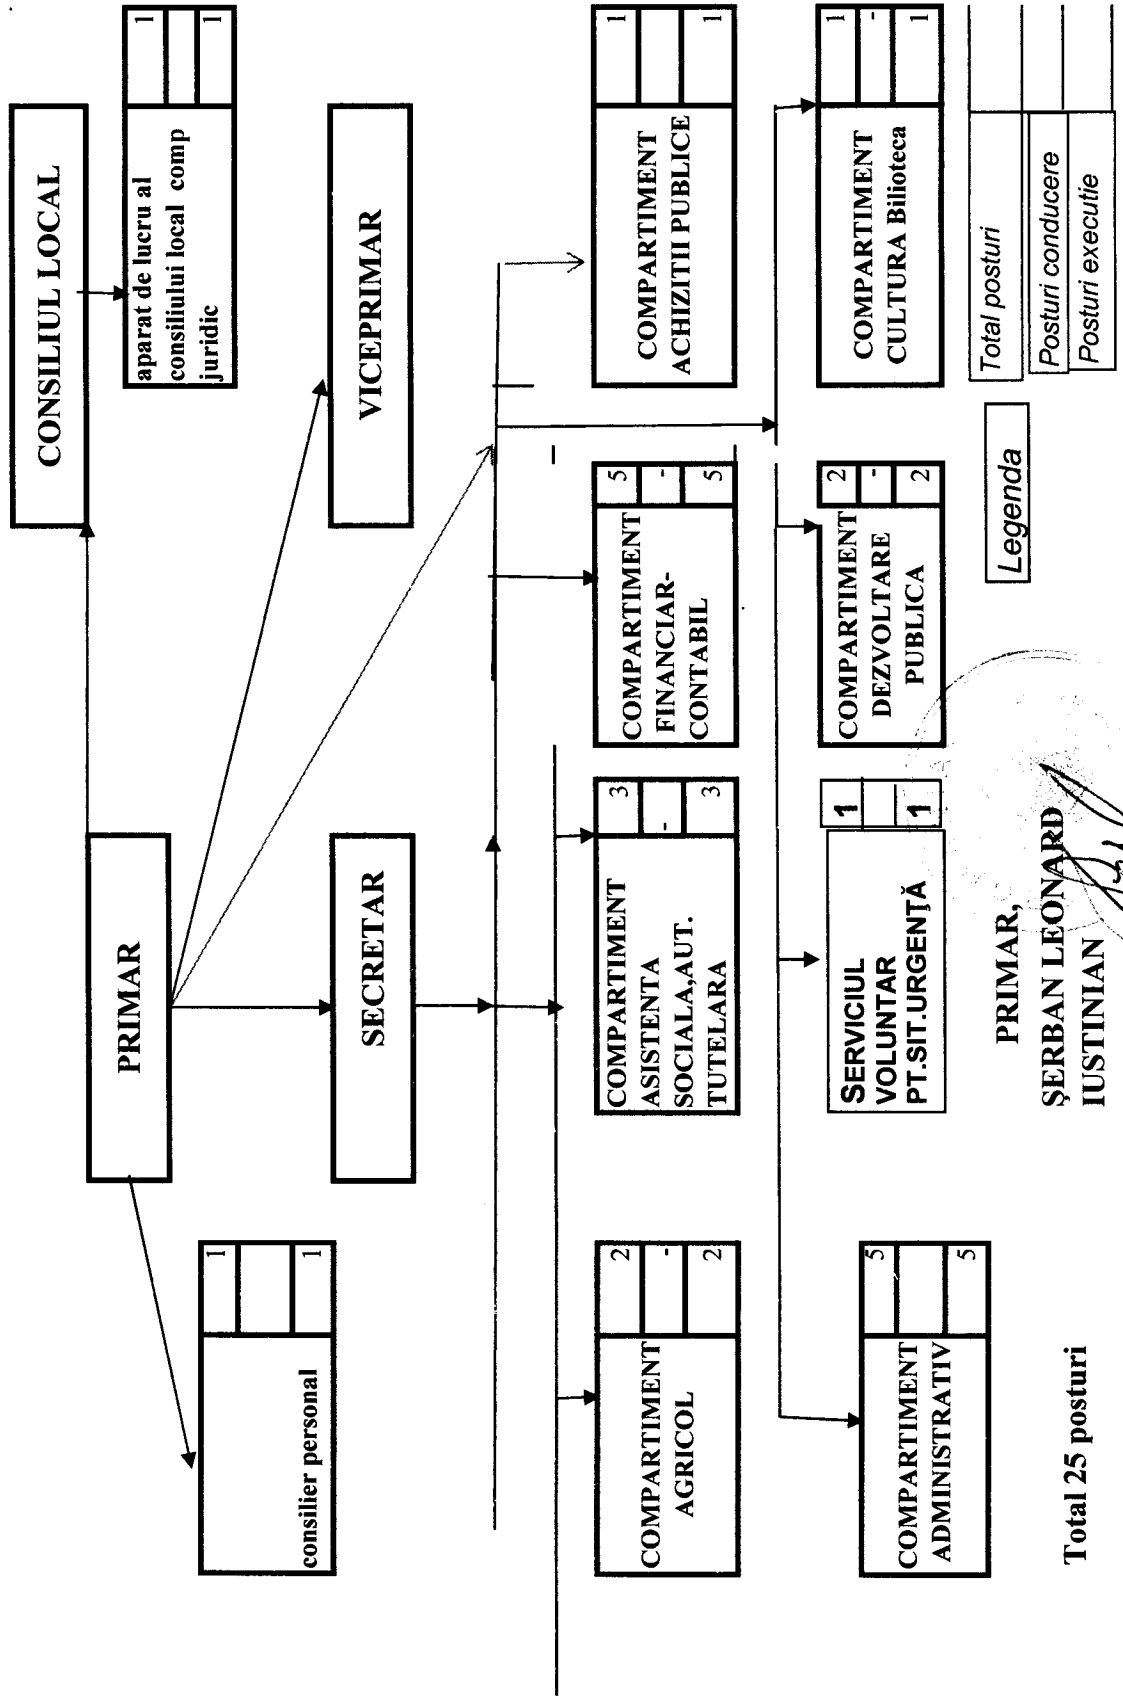 CONSILIUL LOCAL
PRIMAR
aparat de lucru al
consiliului local comp
juridic
1
1
consilier personal
1
1
SECRETAR
VICEPRIMAR
COMPARTIMENT
AGRICOL
2
-
2
COMPARTIMENT
ASISTENTA
SOCIALA,AUT.
TUTELARA
3
-
3
COMPARTIMENT
FINANCIAR-
CONTABIL
5
-
5
COMPARTIMENT
ACHIZITII PUBLICE
1
1
COMPARTIMENT
ADMINISTRATIV
5
5
SERVICIUL
VOLUNTAR
PT.SIT.URGENŢĂ
1
1
COMPARTIMENT
DEZVOLTARE
PUBLICA
2
-
2
COMPARTIMENT
CULTURA Bilioteca
1
-
1
Legenda
Total posturi
Posturi conducere
Posturi executie
Total 25 posturi
PRIMAR,
ŞERBAN LEONARD
IUSTINIAN